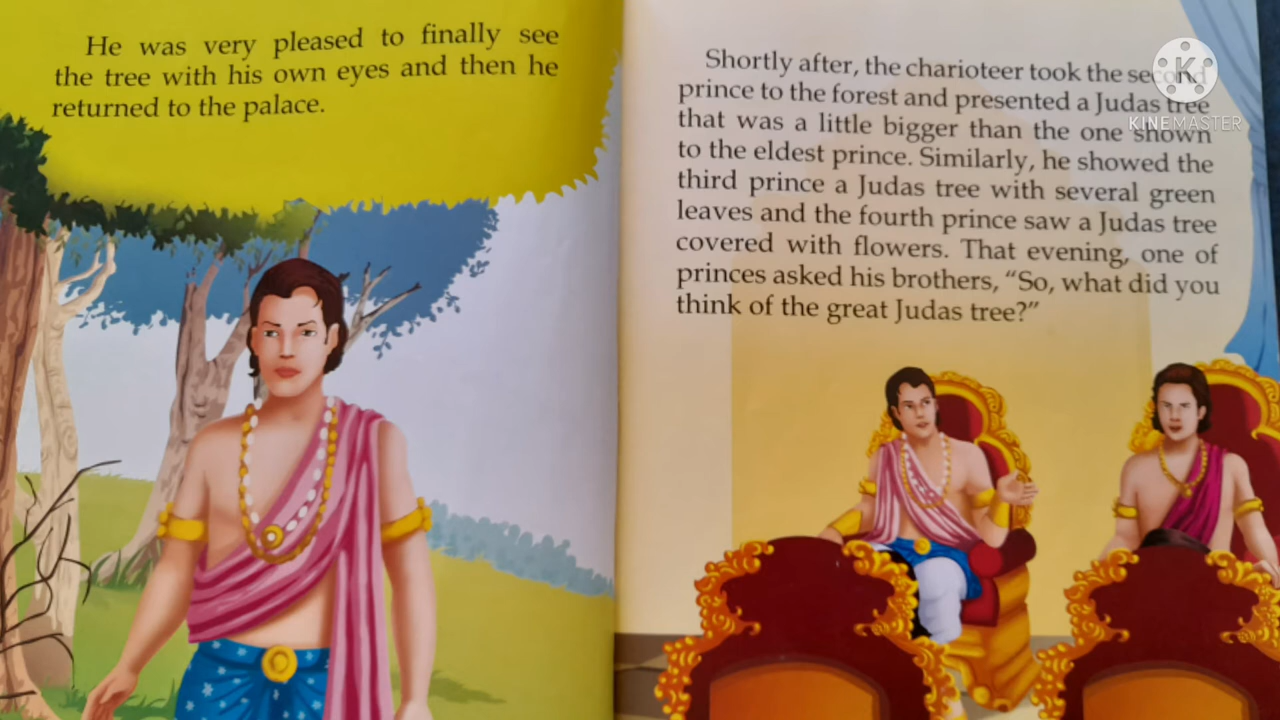 He was very pleased to finally see
the tree with his own eyes and then he
returned to the palace.
Shortly after, the charioteer took the second
prince to the forest and presented a Judas tree
that was a little bigger than the one shown
to the eldest prince. Similarly, he showed the
third prince a Judas tree with several green
leaves and the fourth prince saw a Judas tree
covered with flowers. That evening, one of
princes asked his brothers, “So, what did you
think of the great Judas tree?”
K
KINEMASTER